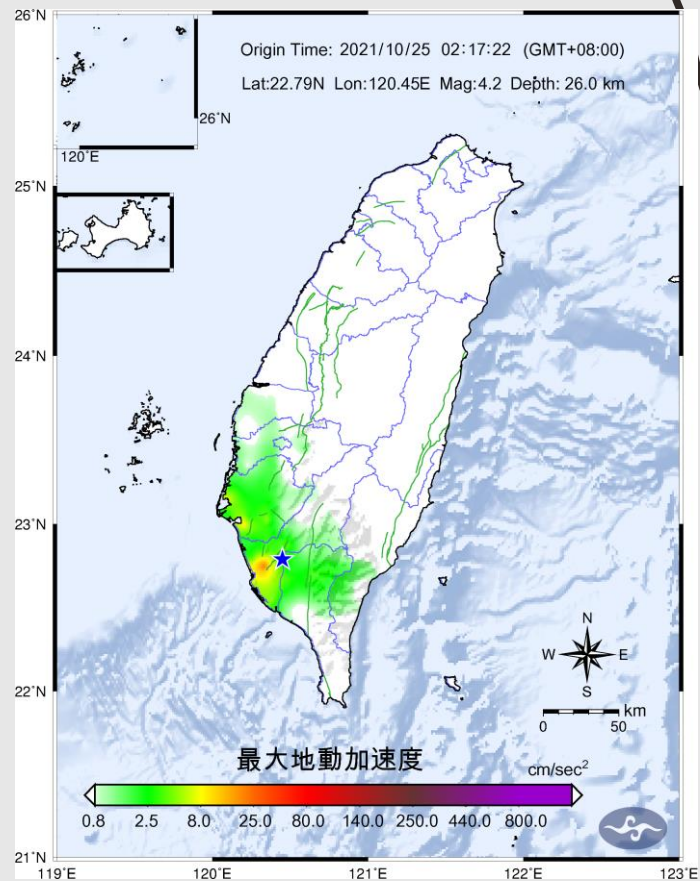 Origin Time: 2021/10/25 02:17:22 (GMT+08:00)
Lat:22.79N Lon:120.45E Mag:4.2 Depth: 26.0 km
26°N
26°N
120°E
25°N
24°N
23°N
22°N
21°N
N
W E
S
km
0 50
最大地動加速度
cm/sec²
0.8 2.5 8.0 25.0 80.0 140.0 250.0 440.0 800.0
119°E 120°E 121°E 122°E 123°E